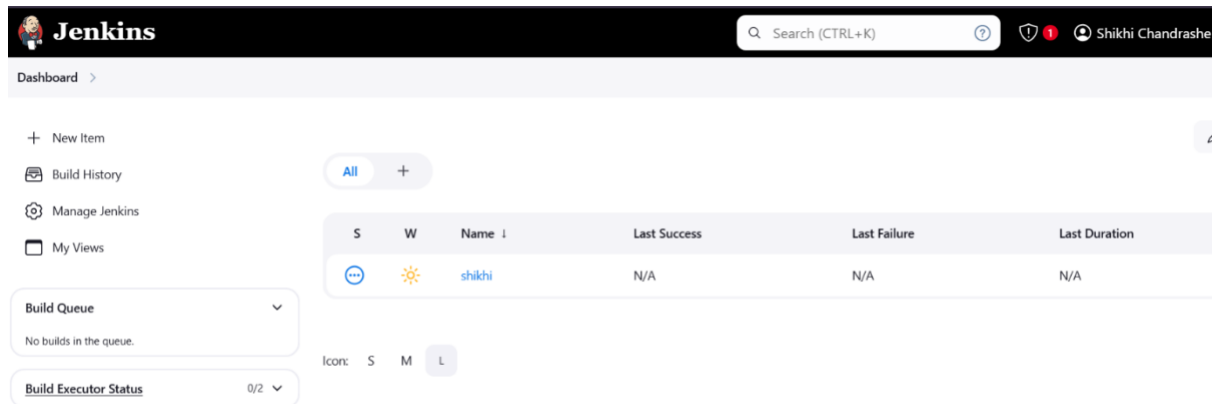 Jenkins
Search (CTRL+K)
1
Shikhi Chandrashe
Dashboard
New Item
Build History
Manage Jenkins
My Views
All +
S W Name ↓ Last Success Last Failure Last Duration
shikhi N/A N/A N/A
Build Queue
No builds in the queue.
Icon: S M L
Build Executor Status 0/2